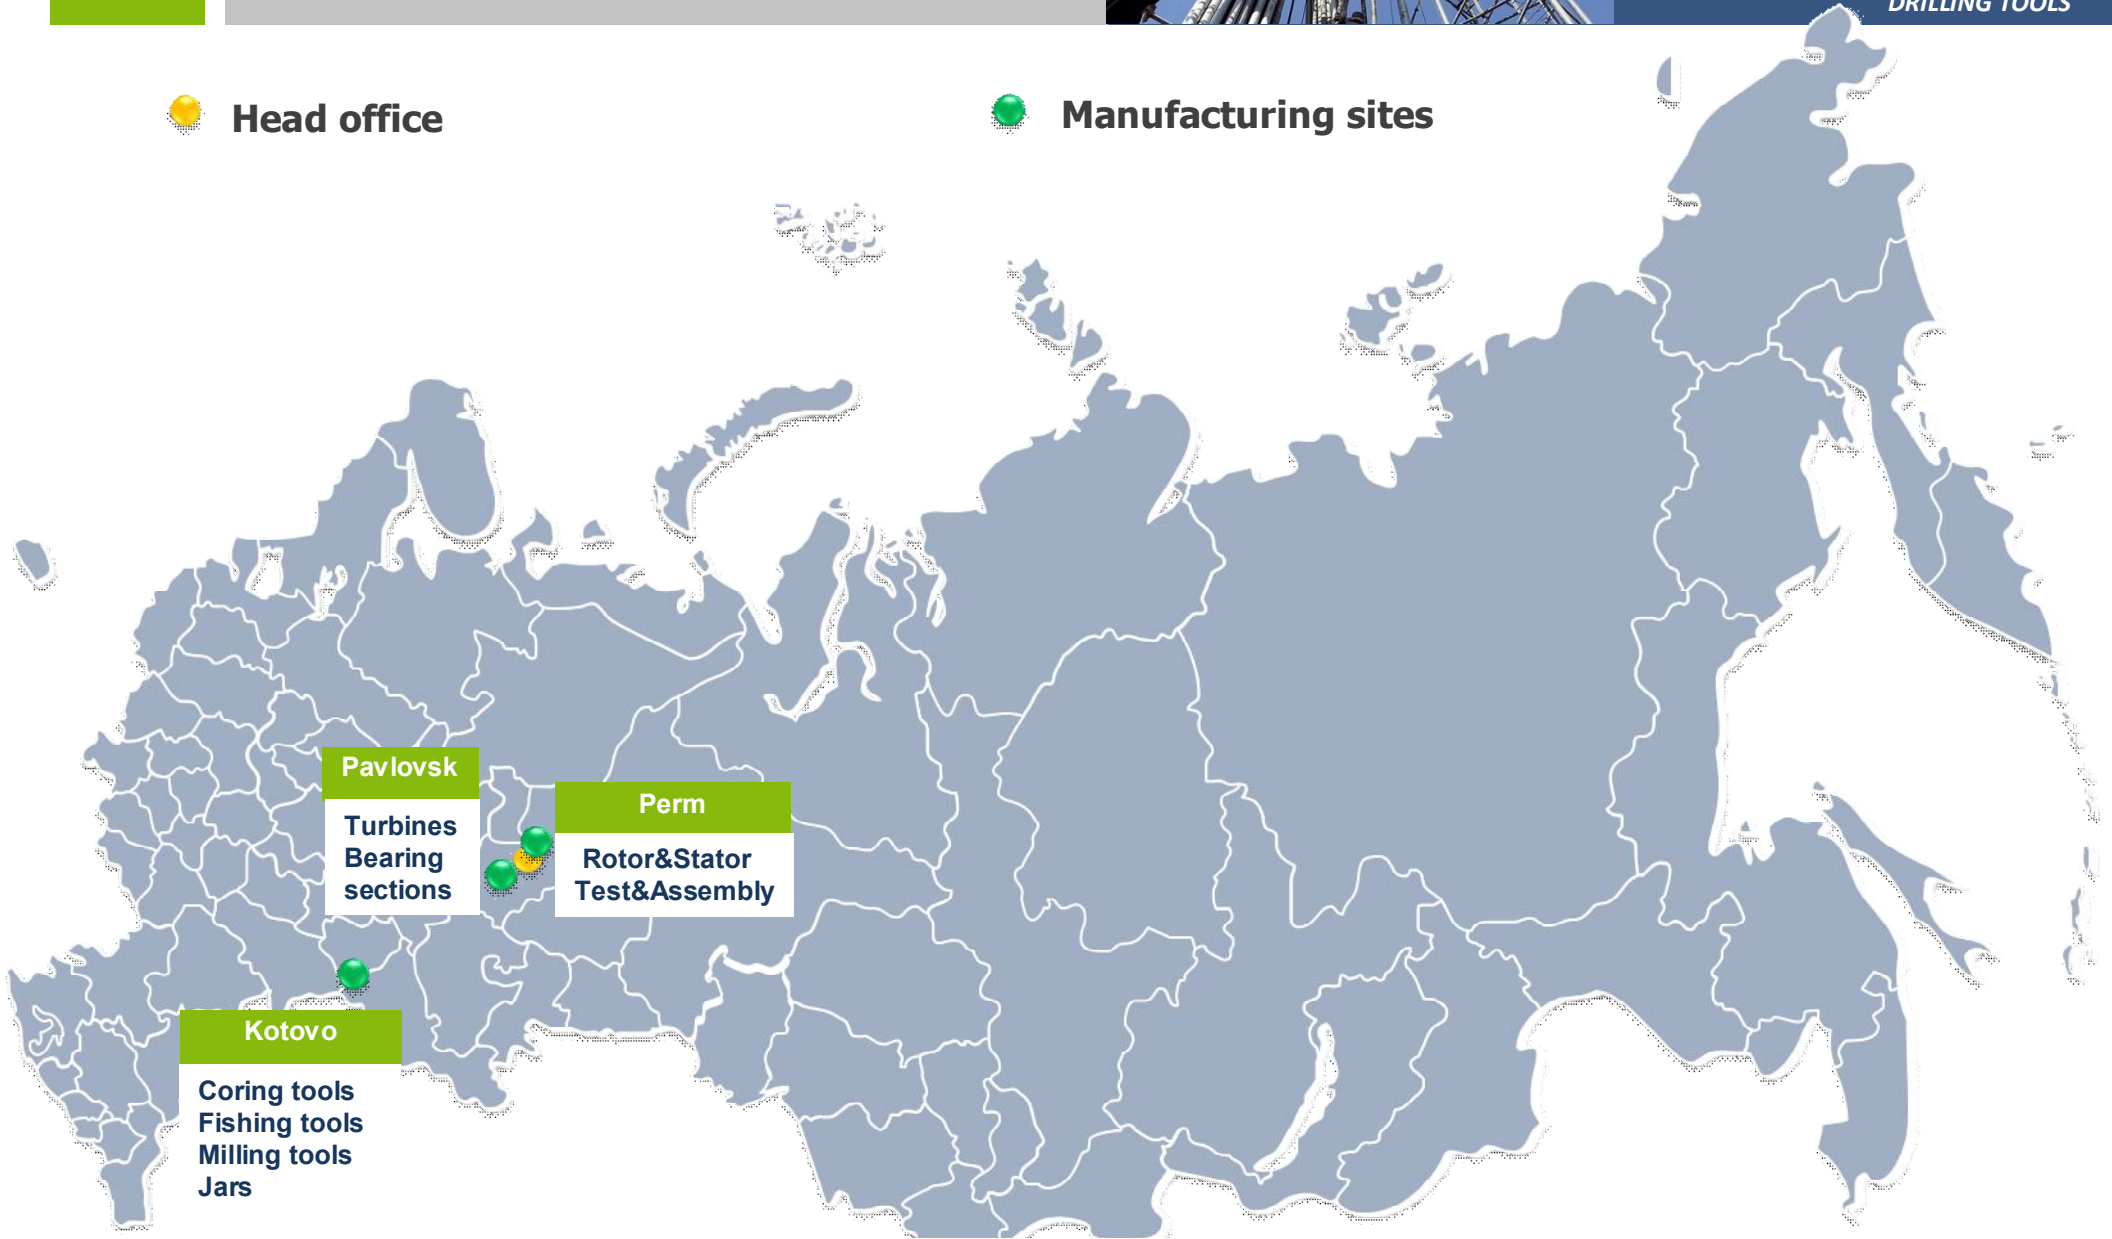 DRILLING TOOLS
Head office
Manufacturing sites
Pavlovsk
Turbines
Bearing
sections
Perm
Rotor&Stator
Test&Assembly
Kotovo
Coring tools
Fishing tools
Milling tools
Jars